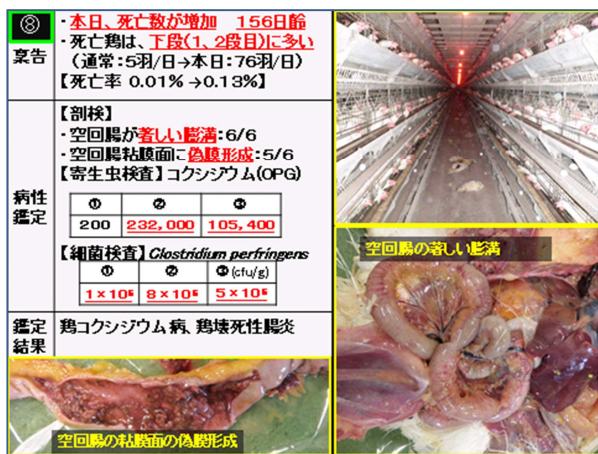 ⑧
稟告
・本日、死亡数が増加 156日齢
・死亡鶏は、下段(1、2段目)に多い
(通常:5羽/日→本日:76羽/日)
【死亡率 0.01% →0.13%】
病性
鑑定
【剖検】
・空回腸が著しい膨満:6/6
・空回腸粘膜面に偽膜形成:5/6
【寄生虫検査】コクシジウム(OPG)
① ② ③
200 232,000 105,400
【細菌検査】Clostridium perfringens
① ② ③(cfu/g)
鑑定
結果
鶏コクシジウム病、鶏壊死性腸炎
空回腸の著しい膨満
空回腸の粘膜面の偽膜形成